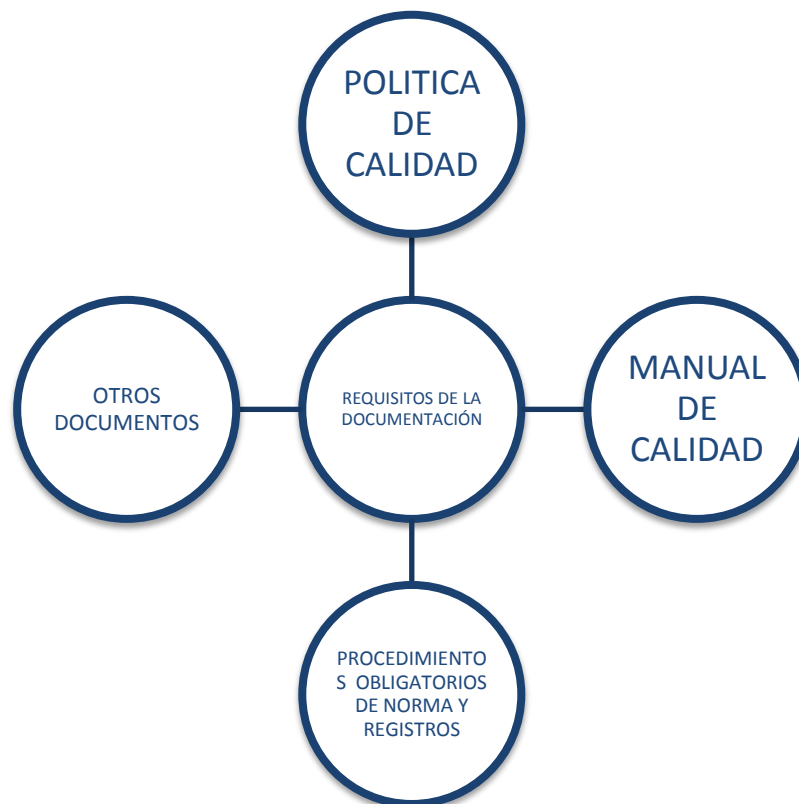 POLITICA
DE
CALIDAD
OTROS
DOCUMENTOS
REQUISITOS DE LA
DOCUMENTACIÓN
MANUAL
DE
CALIDAD
PROCEDIMIENTO
S OBLIGATORIOS
DE NORMA Y
REGISTROS